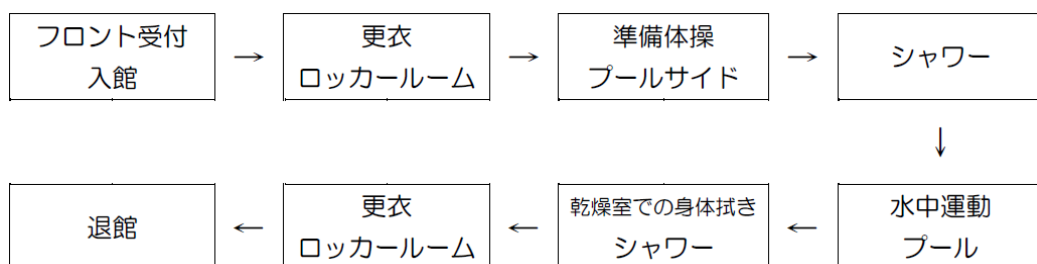 フロント受付
入館
→
更衣
ロッカールーム
→
準備体操
プールサイド
→
シャワー
↓
水中運動
プール
←
乾燥室での身体拭き
シャワー
←
更衣
ロッカールーム
←
退館